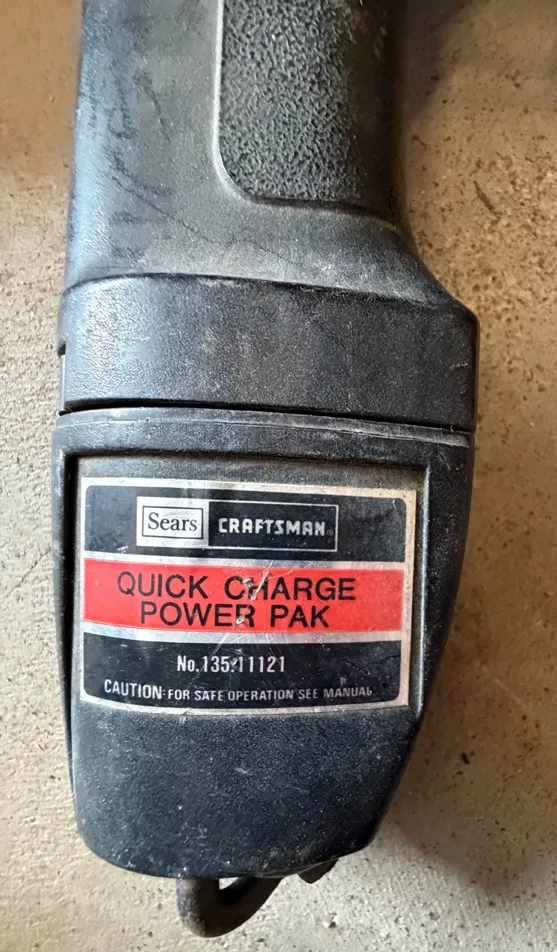 Sears CRAFTSMAN®
QUICK CHARGE
POWER PAK
No.135.11121
CAUTION: FOR SAFE OPERATION SEE MANUAL